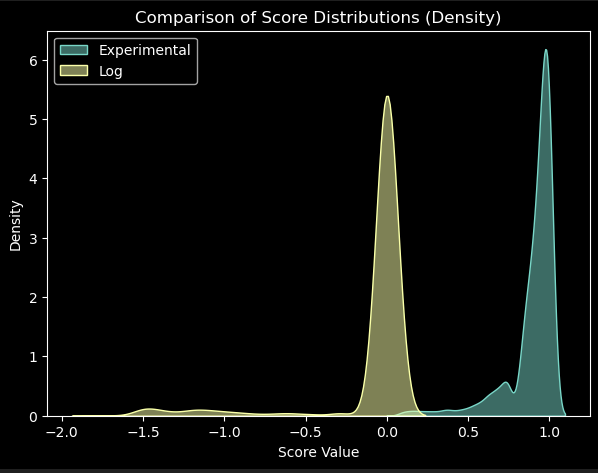 Comparison of Score Distributions (Density)
Experimental
Log
6
5
4
3
2
1
0
Density
−2.0 −1.5 −1.0 −0.5 0.0 0.5 1.0
Score Value